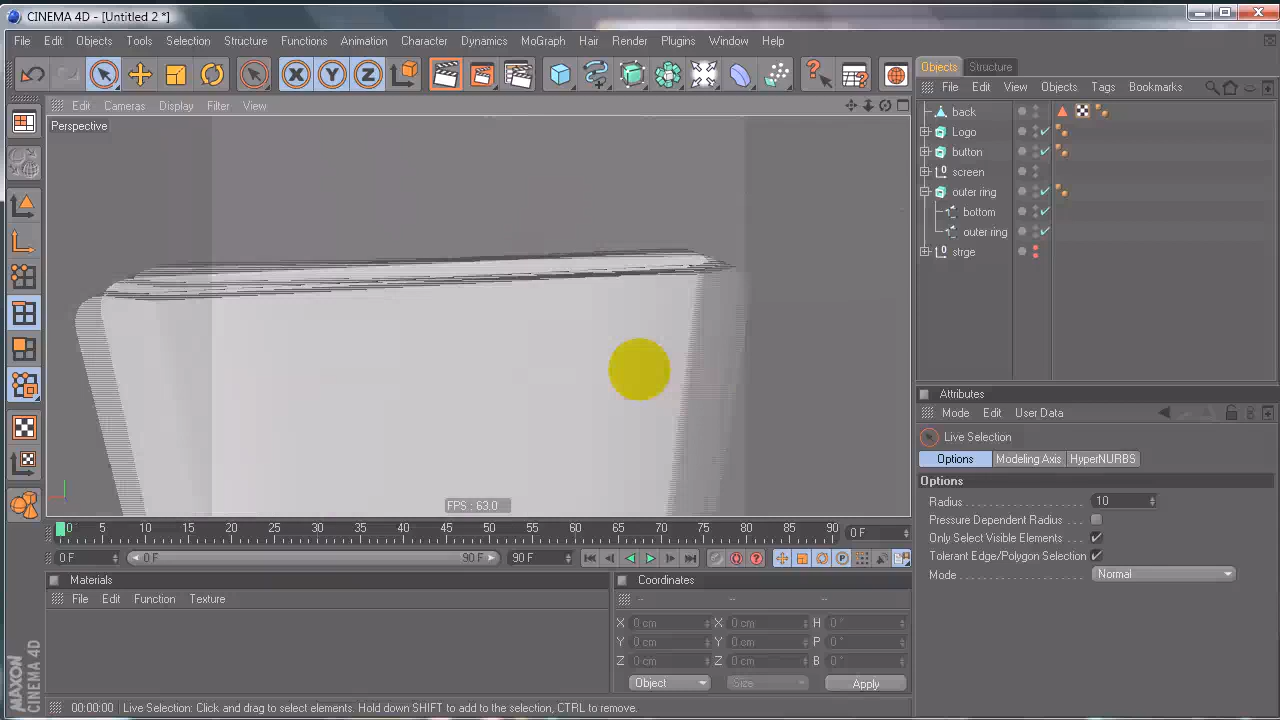 CINEMA 4D - [Untitled 2 *]
File Edit Objects Tools Selection Structure Functions Animation Character Dynamics MoGraph Hair Render Plugins Window Help
Objects Structure
Edit Cameras Display Filter View
File Edit View Objects Tags Bookmarks
Perspective
back
Logo
button
screen
outer ring
bottom
outer ring
strge
Attributes
Mode Edit User Data
Live Selection
Options Modeling Axis HyperNURBS
Options
Radius 10
Pressure Dependent Radius
Only Select Visible Elements
Tolerant Edge/Polygon Selection
Mode Normal
FPS : 63.0
0 5 10 15 20 25 30 35 40 45 50 55 60 65 70 75 80 85 90 0 F
0 F 0 F 90 F 90 F
Materials Coordinates
File Edit Function Texture
-- -- --
X 0 cm X 0 cm H 0 °
Y 0 cm Y 0 cm P 0 °
Z 0 cm Z 0 cm B 0 °
Object Size Apply
MAXON
CINEMA 4D
00:00:00 Live Selection: Click and drag to select elements. Hold down SHIFT to add to the selection, CTRL to remove.